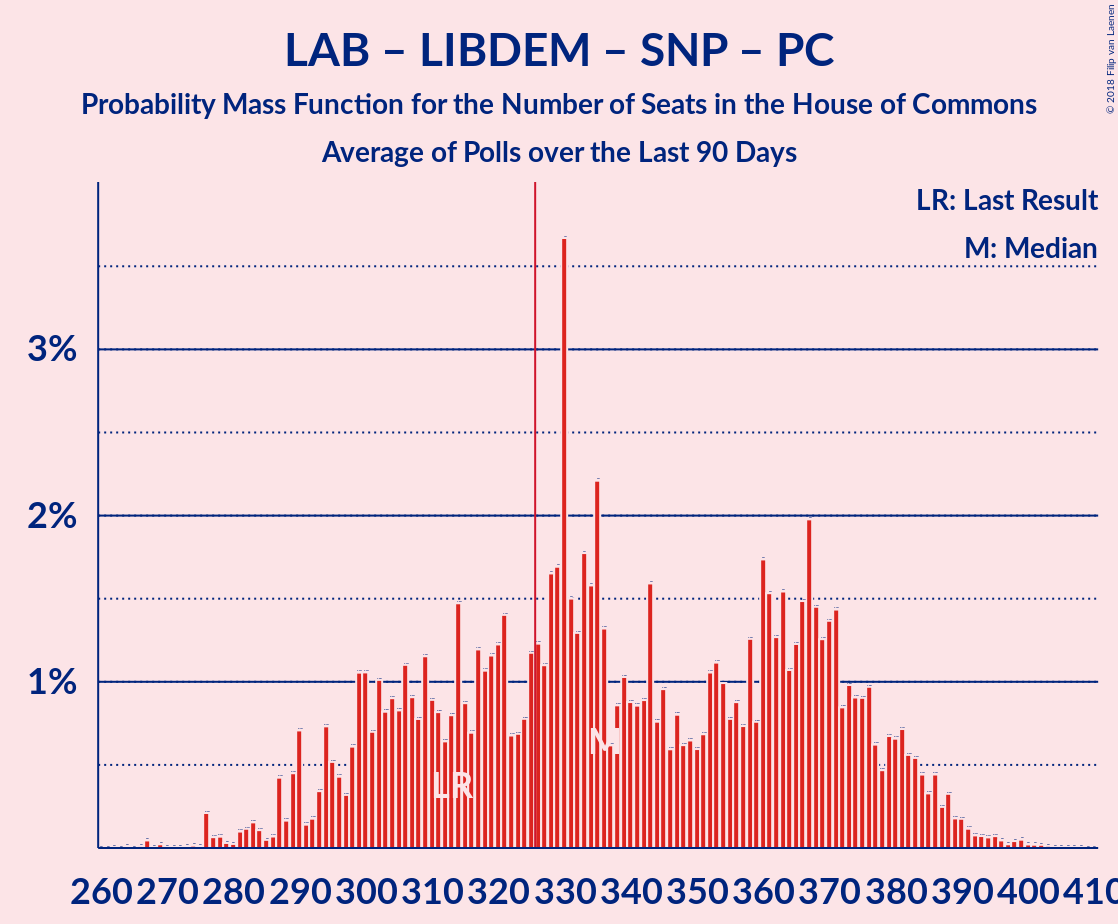 LAB – LIBDEM – SNP – PC
Probability Mass Function for the Number of Seats in the House of Commons
Average of Polls over the Last 90 Days
© 2018 Filip van Laenen
LR: Last Result
M: Median
3%
2%
1%
M
LR
260 270 280 290 300 310 320 330 340 350 360 370 380 390 400 410